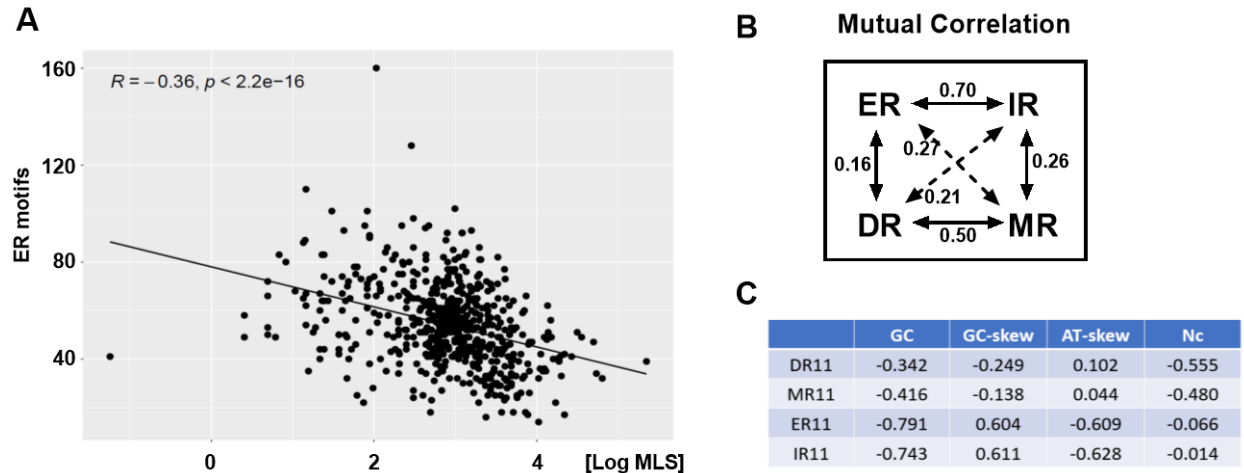 A
R = −0.36, p < 2.2e−16
160
120
80
40
ER motifs
0 2 4 [Log MLS]
B
Mutual Correlation
ER 0.70 IR
0.16 0.27 0.26
0.21
DR 0.50 MR
C
GC GC-skew AT-skew Nc
DR11 -0.342 -0.249 0.102 -0.555
MR11 -0.416 -0.138 0.044 -0.480
ER11 -0.791 0.604 -0.609 -0.066
IR11 -0.743 0.611 -0.628 -0.014